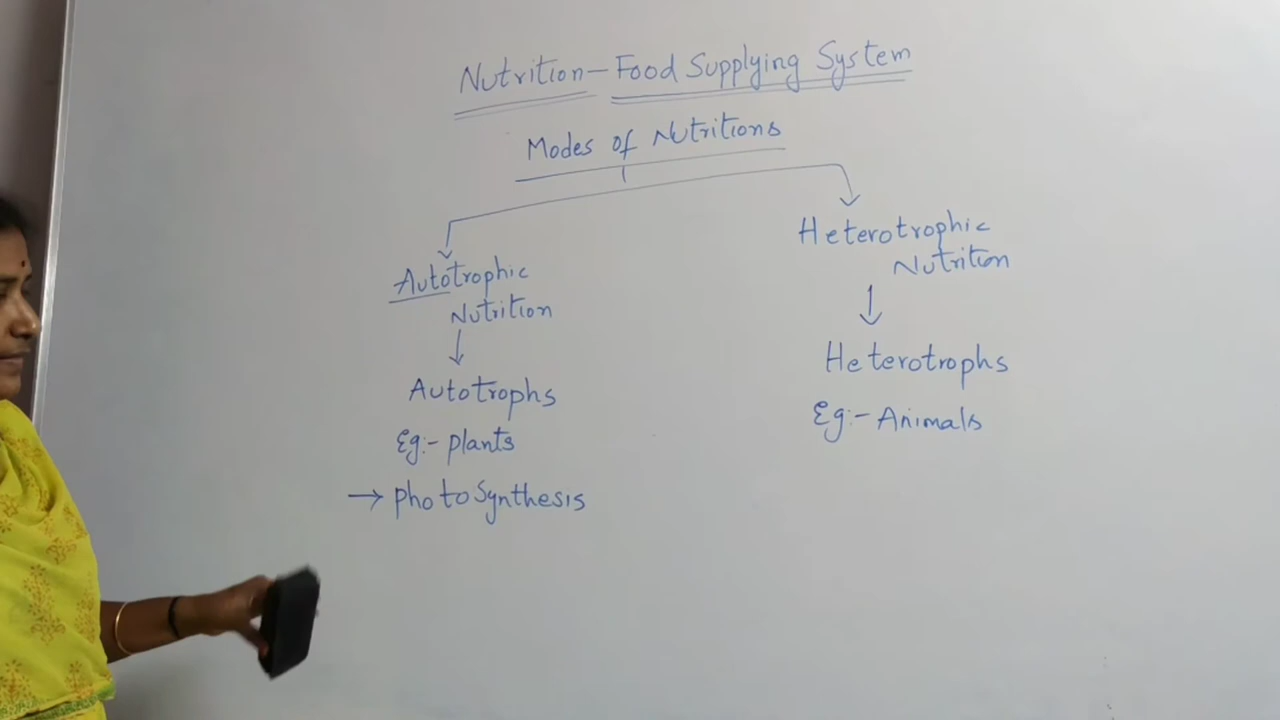 Nutrition - Food Supplying System
Modes of Nutritions
Autotrophic
Nutrition
↓
Autotrophs
Eg:- plants
→ photosynthesis
Heterotrophic
Nutrition
↓
Heterotrophs
Eg:- Animals